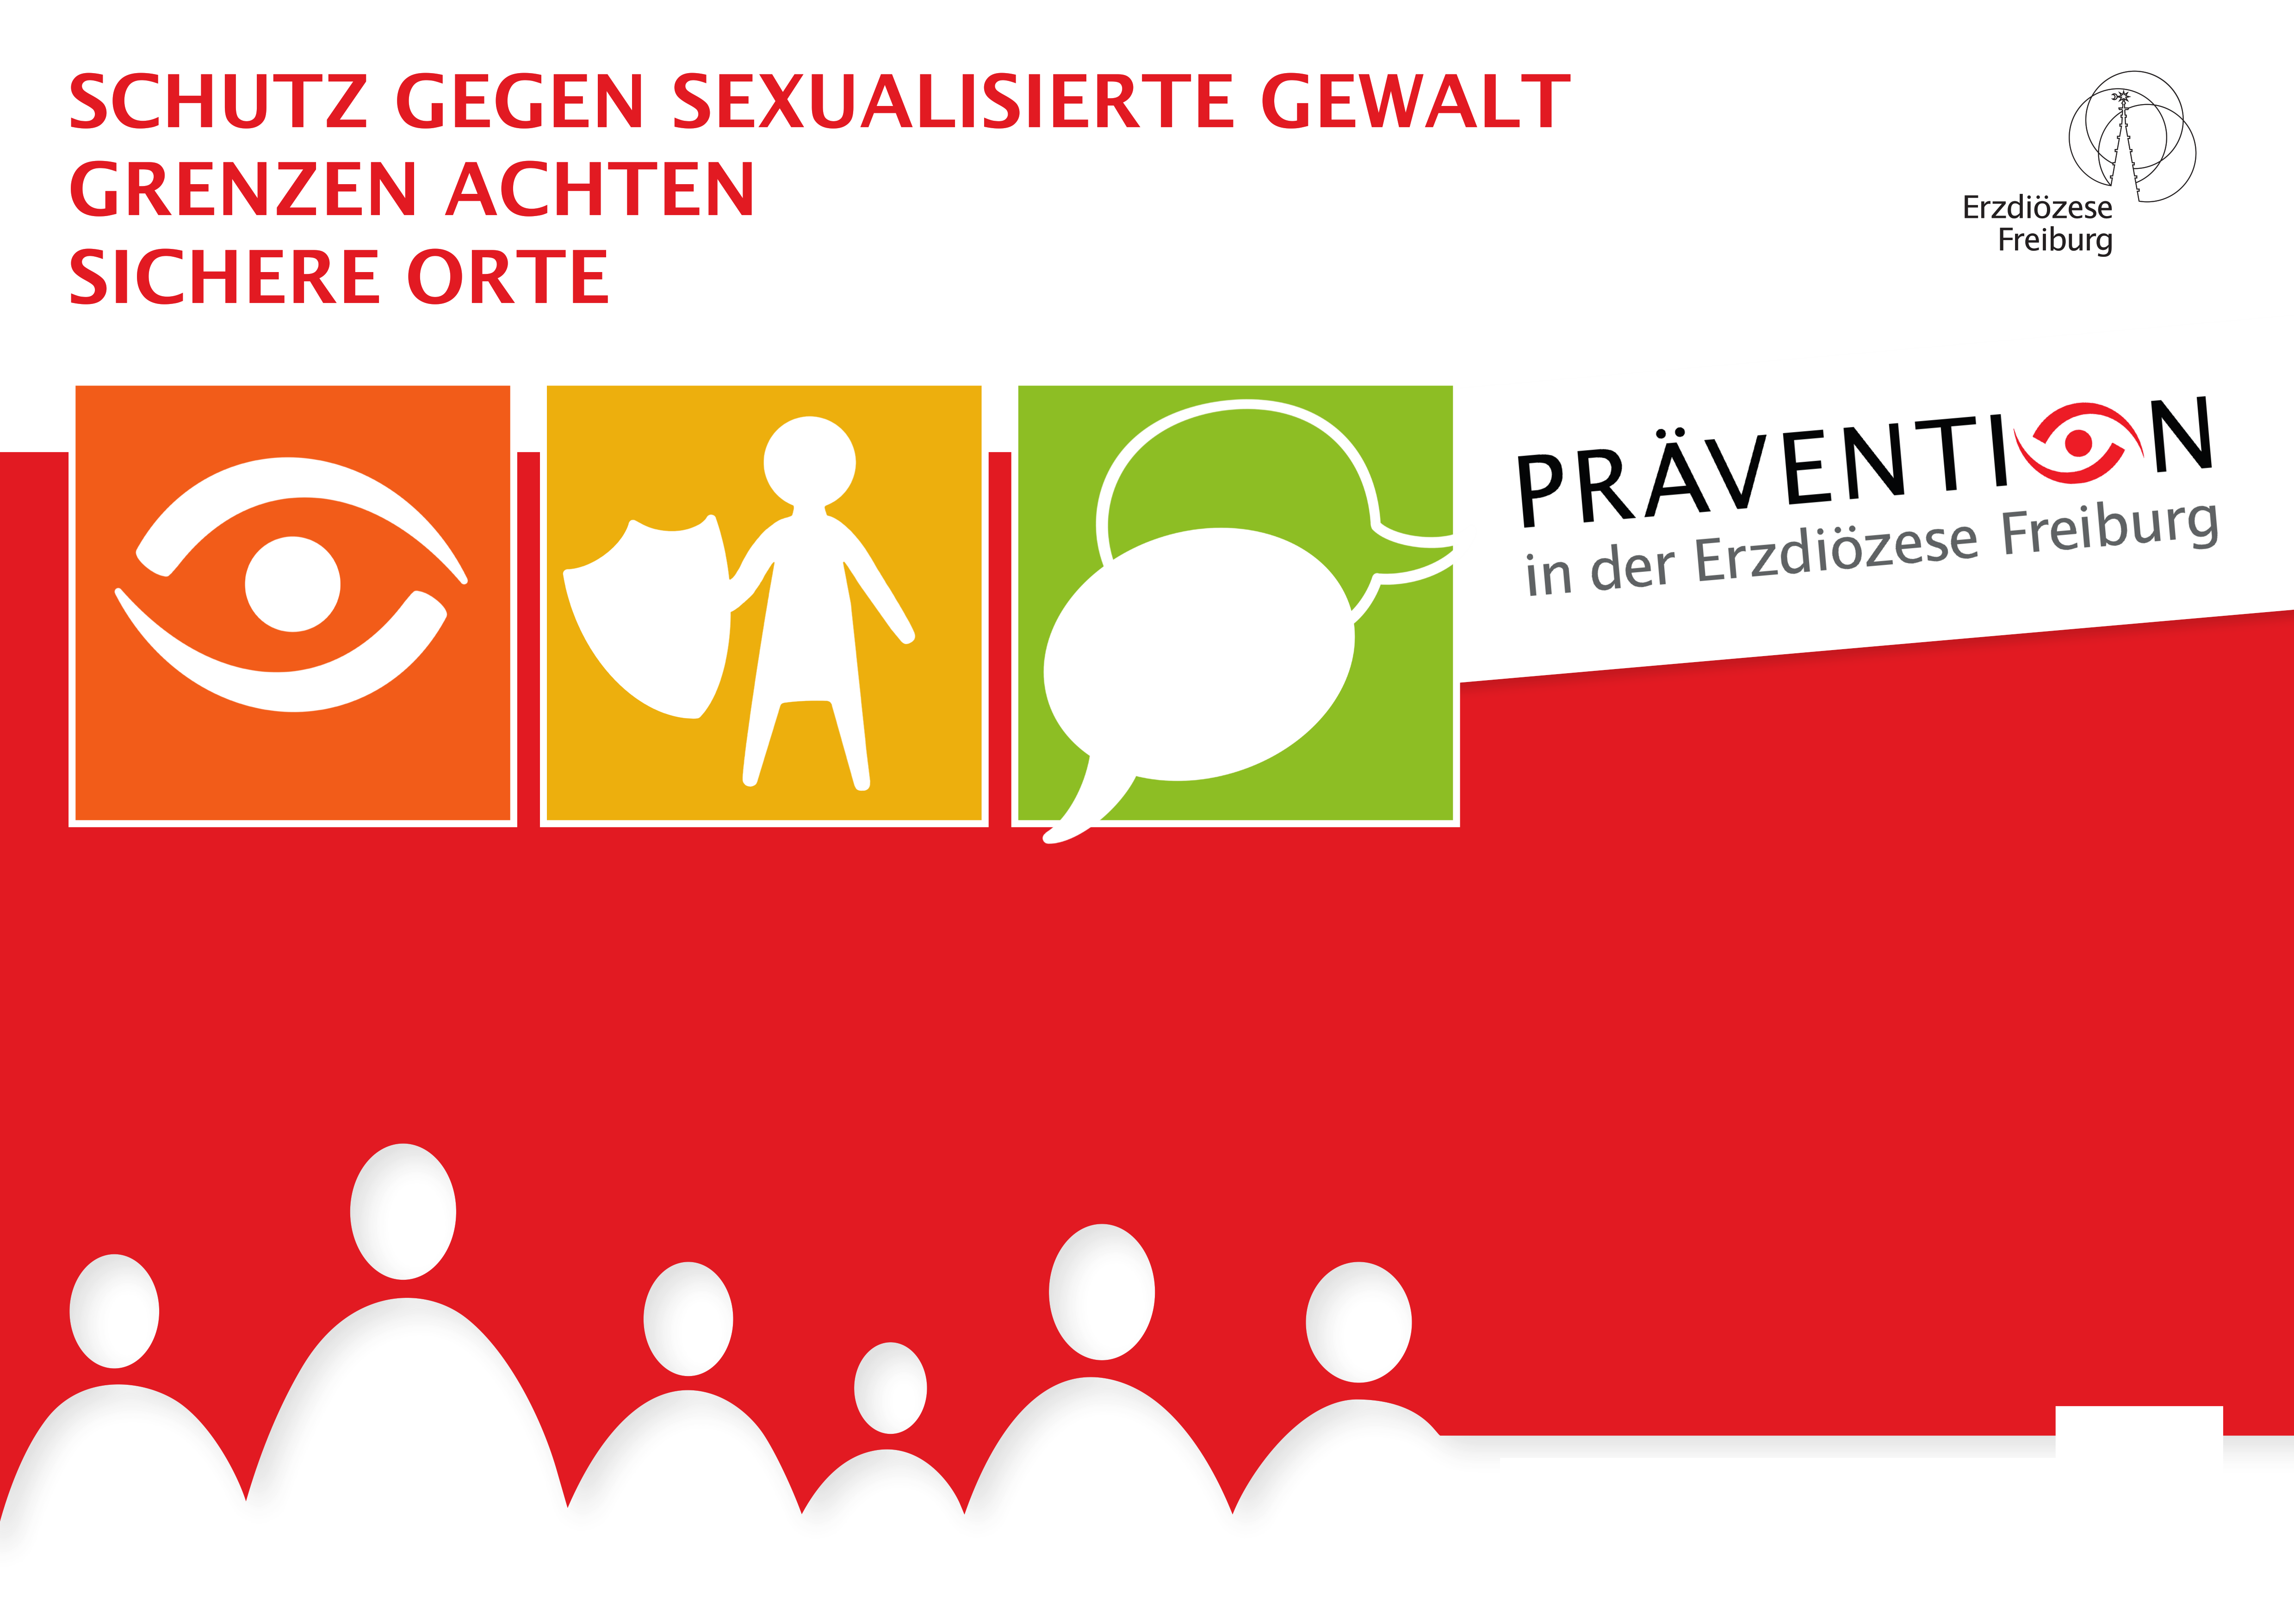 SCHUTZ GEGEN SEXUALISIERTE GEWALT
GRENZEN ACHTEN
SICHERE ORTE
Erzdiözese
Freiburg
PRÄVENTION
in der Erzdiözese Freiburg